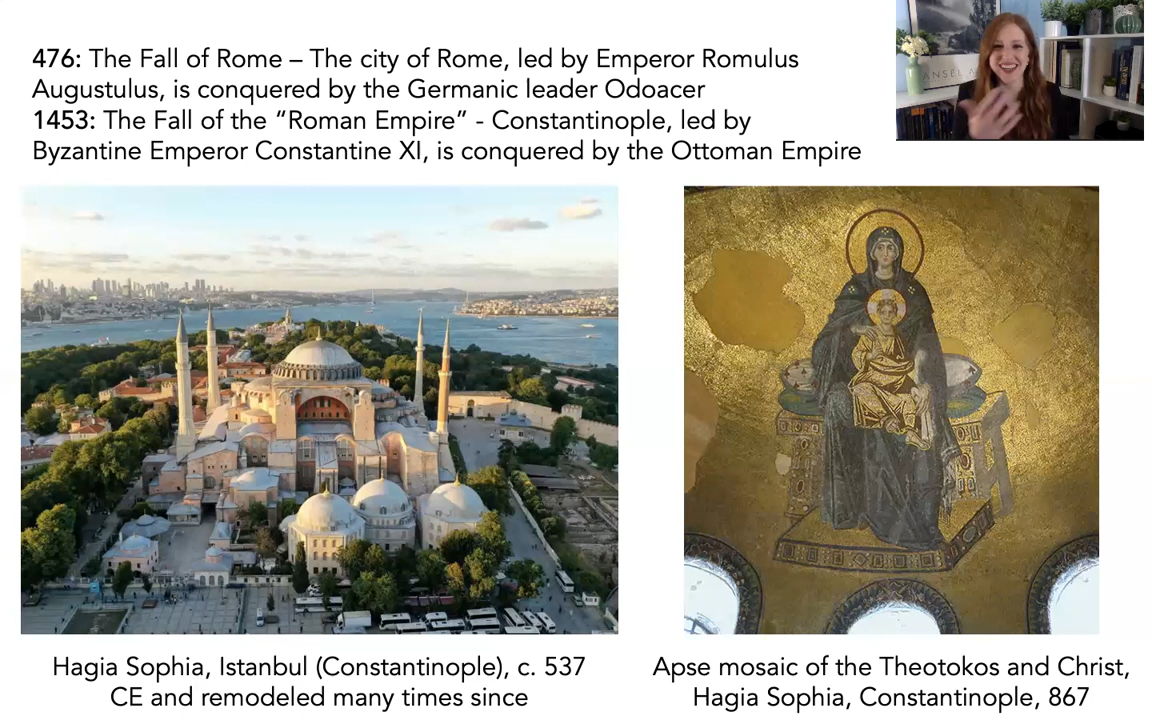 476: The Fall of Rome – The city of Rome, led by Emperor Romulus
Augustulus, is conquered by the Germanic leader Odoacer
1453: The Fall of the “Roman Empire” - Constantinople, led by
Byzantine Emperor Constantine XI, is conquered by the Ottoman Empire
ANSEL A
Hagia Sophia, Istanbul (Constantinople), c. 537
CE and remodeled many times since
Apse mosaic of the Theotokos and Christ,
Hagia Sophia, Constantinople, 867